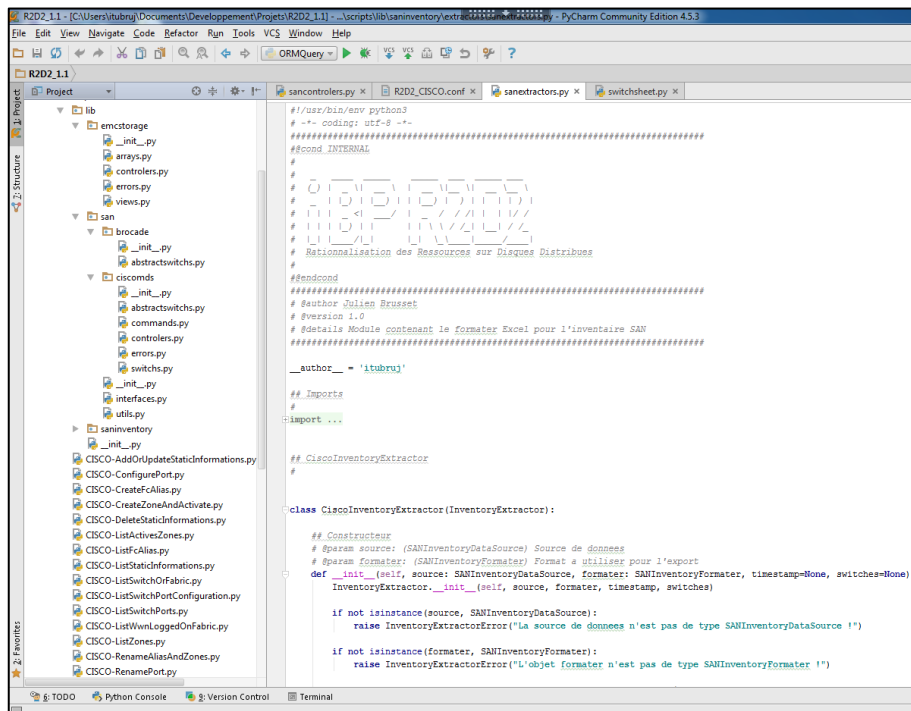 R2D2_1.1 - [C:\Users\itubruj\Documents\Developpement\Projets\R2D2_1.1] - ...\scripts\lib\saninventory\extractors\sanextractors.py - PyCharm Community Edition 4.5.3
File Edit View Navigate Code Refactor Run Tools VCS Window Help
ORMQuery
R2D2_1.1
1: Project
2: Structure
2: Favorites
Project
lib
emcstorage
__init__.py
arrays.py
controlers.py
errors.py
views.py
san
brocade
__init__.py
abstractswitchs.py
ciscomds
__init__.py
abstractswitchs.py
commands.py
controlers.py
errors.py
switchs.py
__init__.py
interfaces.py
utils.py
saninventory
__init__.py
CISCO-AddOrUpdateStaticInformations.py
CISCO-ConfigurePort.py
CISCO-CreateFcAlias.py
CISCO-CreateZoneAndActivate.py
CISCO-DeleteStaticInformations.py
CISCO-ListActivesZones.py
CISCO-ListFcAlias.py
CISCO-ListStaticInformations.py
CISCO-ListSwitchOrFabric.py
CISCO-ListSwitchPortConfiguration.py
CISCO-ListSwitchPorts.py
CISCO-ListWwnLoggedOnFabric.py
CISCO-ListZones.py
CISCO-RenameAliasAndZones.py
CISCO-RenamePort.py
sancontrolers.py
R2D2_CISCO.conf
sanextractors.py
switchsheet.py
#!/usr/bin/env python3
# -*- coding: utf-8 -*-
#@cond INTERNAL
# Rationnalisation des Ressources sur Disques Distribues
#
#@endcond
# @author Julien Brusset
# @version 1.0
# @details Module contenant le formater Excel pour l'inventaire SAN
__author__ = 'itubruj'
## Imports
#
import ...
## CiscoInventoryExtractor
#
class CiscoInventoryExtractor(InventoryExtractor):
## Constructeur
# @param source: (SANInventoryDataSource) Source de donnees
# @param formater: (SANInventoryFormater) Format a utiliser pour l'export
def __init__(self, source: SANInventoryDataSource, formater: SANInventoryFormater, timestamp=None, switches=None)
InventoryExtractor.__init__(self, source, formater, timestamp, switches)
if not isinstance(source, SANInventoryDataSource):
raise InventoryExtractorError("La source de donnees n'est pas de type SANInventoryDataSource !")
if not isinstance(formater, SANInventoryFormater):
raise InventoryExtractorError("L'objet formater n'est pas de type SANInventoryFormater !")
6: TODO Python Console 9: Version Control Terminal